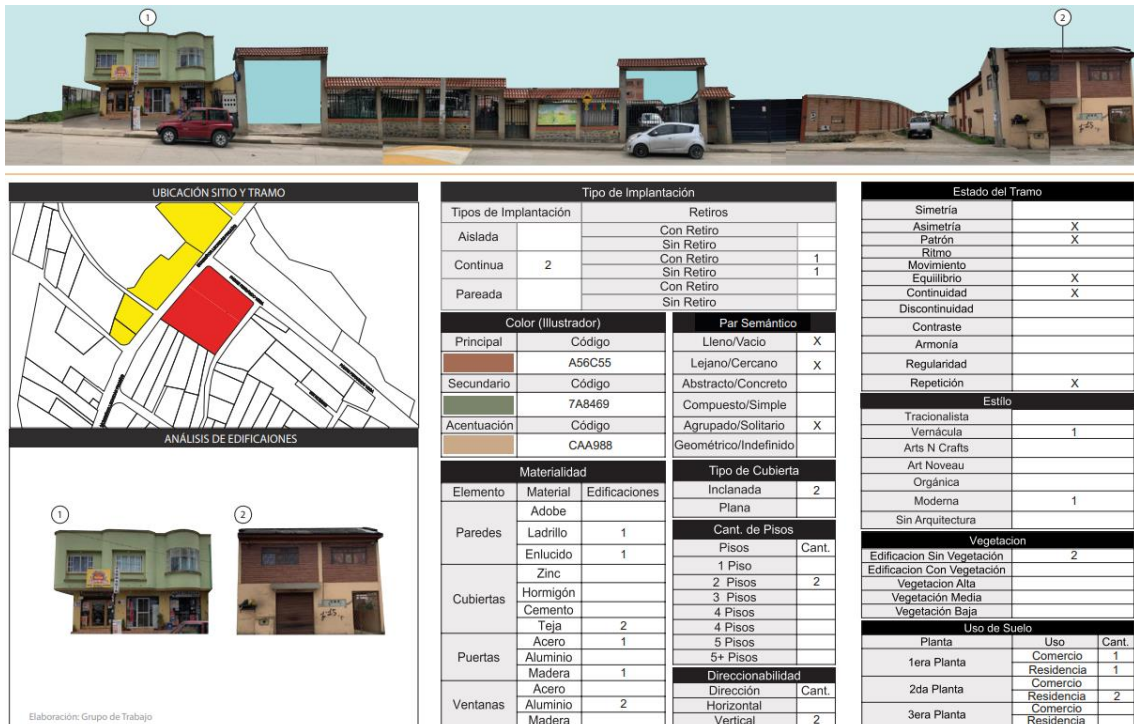 1
2
UBICACIÓN SITIO Y TRAMO
ANÁLISIS DE EDIFICAIONES
1
2
Elaboración: Grupo de Trabajo
Tipo de Implantación
Tipos de Implantación Retiros
Aislada Con Retiro
Sin Retiro
Continua 2 Con Retiro 1
Sin Retiro 1
Pareada Con Retiro
Sin Retiro
Color (Illustrador)
Principal Código
A56C55
Secundario Código
7A8469
Acentuación Código
CAA988
Materialidad
Elemento Material Edificaciones
Paredes Adobe
Ladrillo 1
Enlucido 1
Cubiertas Zinc
Hormigón
Cemento
Teja 2
Puertas Acero 1
Aluminio
Madera 1
Ventanas Acero
Aluminio 2
Madera
Par Semántico
Lleno/Vacio X
Lejano/Cercano X
Abstracto/Concreto
Compuesto/Simple
Agrupado/Solitario X
Geométrico/Indefinido
Tipo de Cubierta
Inclanada 2
Plana
Cant. de Pisos
Pisos Cant.
1 Piso
2 Pisos 2
3 Pisos
4 Pisos
4 Pisos
5 Pisos
5+ Pisos
Direccionabilidad
Dirección Cant.
Horizontal
Vertical 2
Estado del Tramo
Simetría
Asimetría X
Patrón X
Ritmo
Movimiento
Equiilibrio X
Continuidad X
Discontinuidad
Contraste
Armonía
Regularidad
Repetición X
Estílo
Tracionalista
Vernácula 1
Arts N Crafts
Art Noveau
Orgánica
Moderna 1
Sin Arquitectura
Vegetacion
Edificacion Sin Vegetación 2
Edificacion Con Vegetación
Vegetacion Alta
Vegetación Media
Vegetación Baja
Uso de Suelo
Planta Uso Cant.
1era Planta Comercio 1
Residencia 1
2da Planta Comercio
Residencia 2
3era Planta Comercio
Residencia